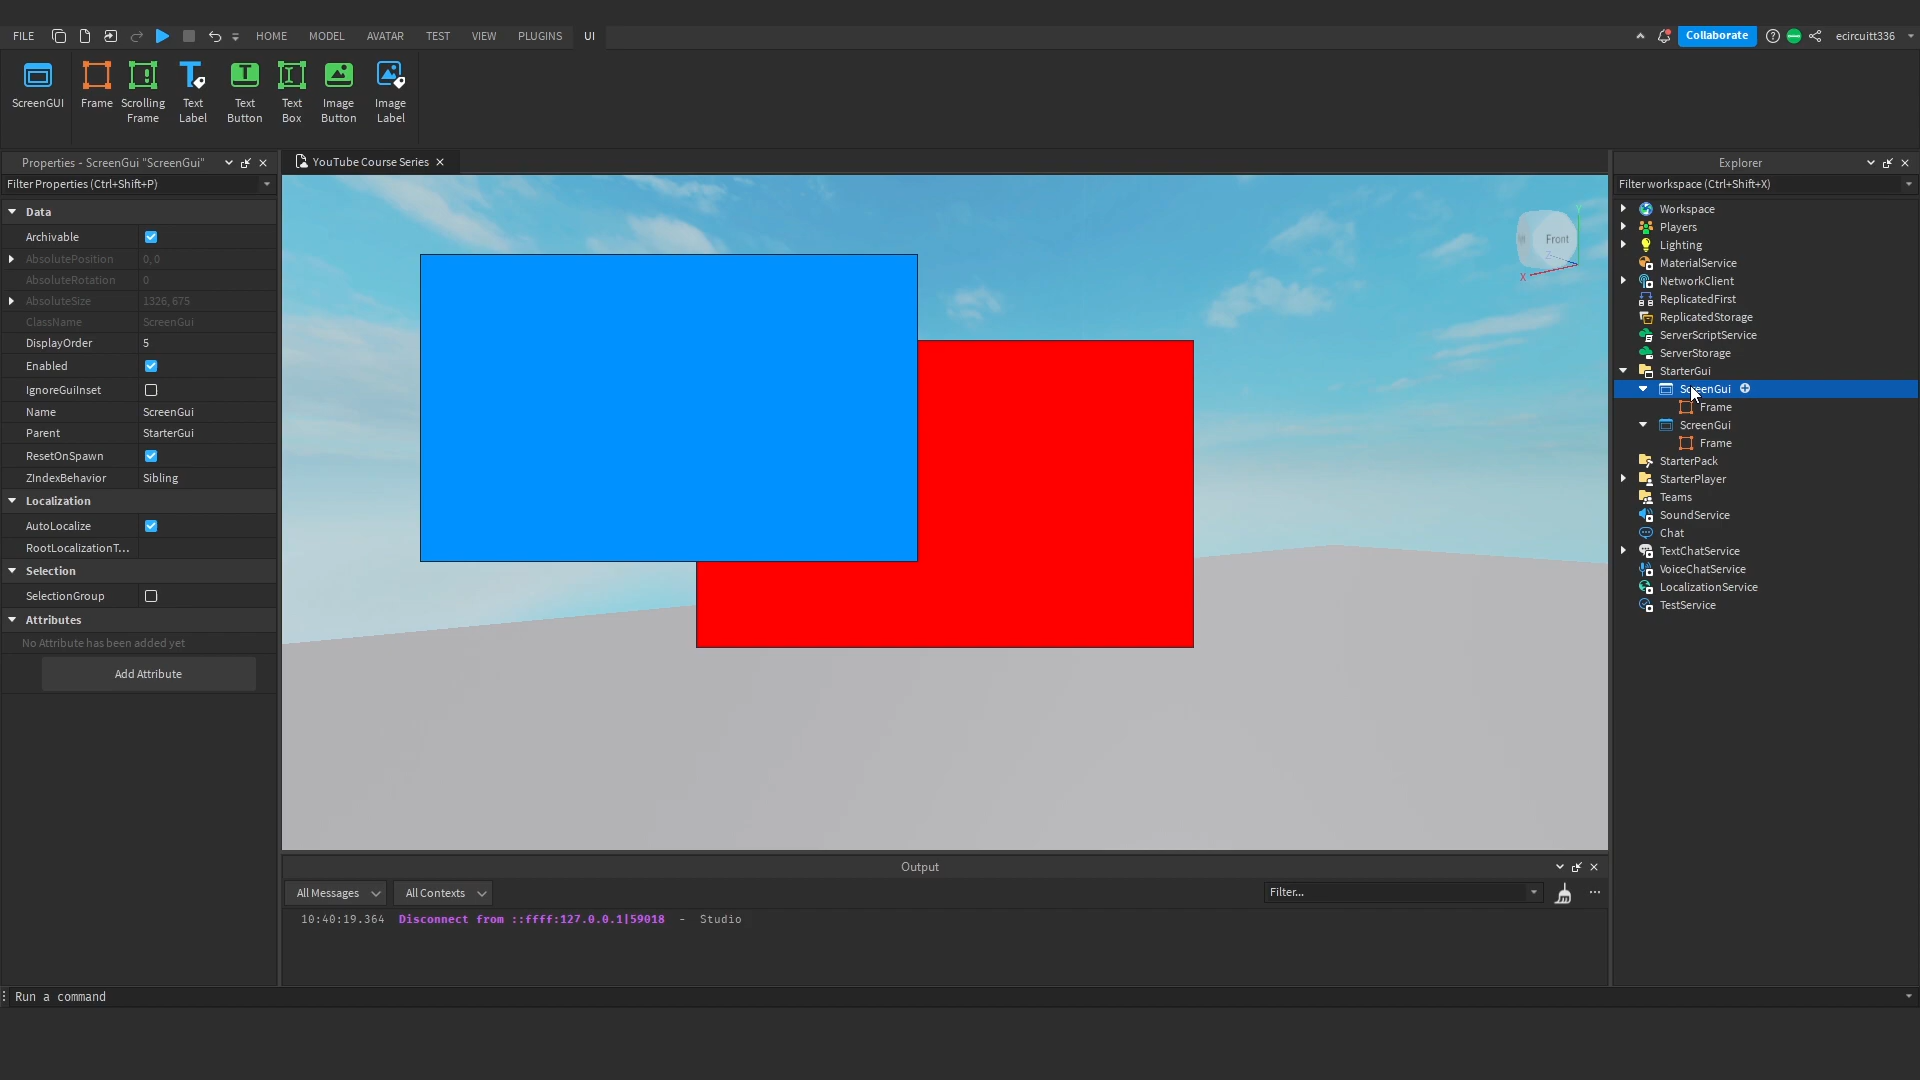 FILE HOME MODEL AVATAR TEST VIEW PLUGINS UI Collaborate ecircuitt336
ScreenGUI Frame Scrolling Frame Text Label Text Button Text Box Image Button Image Label
Properties - ScreenGui "ScreenGui"
Filter Properties (Ctrl+Shift+P)
Data
Archivable
AbsolutePosition 0, 0
AbsoluteRotation 0
AbsoluteSize 1326, 675
ClassName ScreenGui
DisplayOrder 5
Enabled
IgnoreGuiInset
Name ScreenGui
Parent StarterGui
ResetOnSpawn
ZIndexBehavior Sibling
Localization
AutoLocalize
RootLocalizationT...
Selection
SelectionGroup
Attributes
No Attribute has been added yet
Add Attribute
YouTube Course Series
Front
Y
Z
X
Output
All Messages All Contexts Filter...
10:40:19.364 Disconnect from ::ffff:127.0.0.1|59018 - Studio
Explorer
Filter workspace (Ctrl+Shift+X)
Workspace
Players
Lighting
MaterialService
NetworkClient
ReplicatedFirst
ReplicatedStorage
ServerScriptService
ServerStorage
StarterGui
ScreenGui
Frame
ScreenGui
Frame
StarterPack
StarterPlayer
Teams
SoundService
Chat
TextChatService
VoiceChatService
LocalizationService
TestService
Run a command